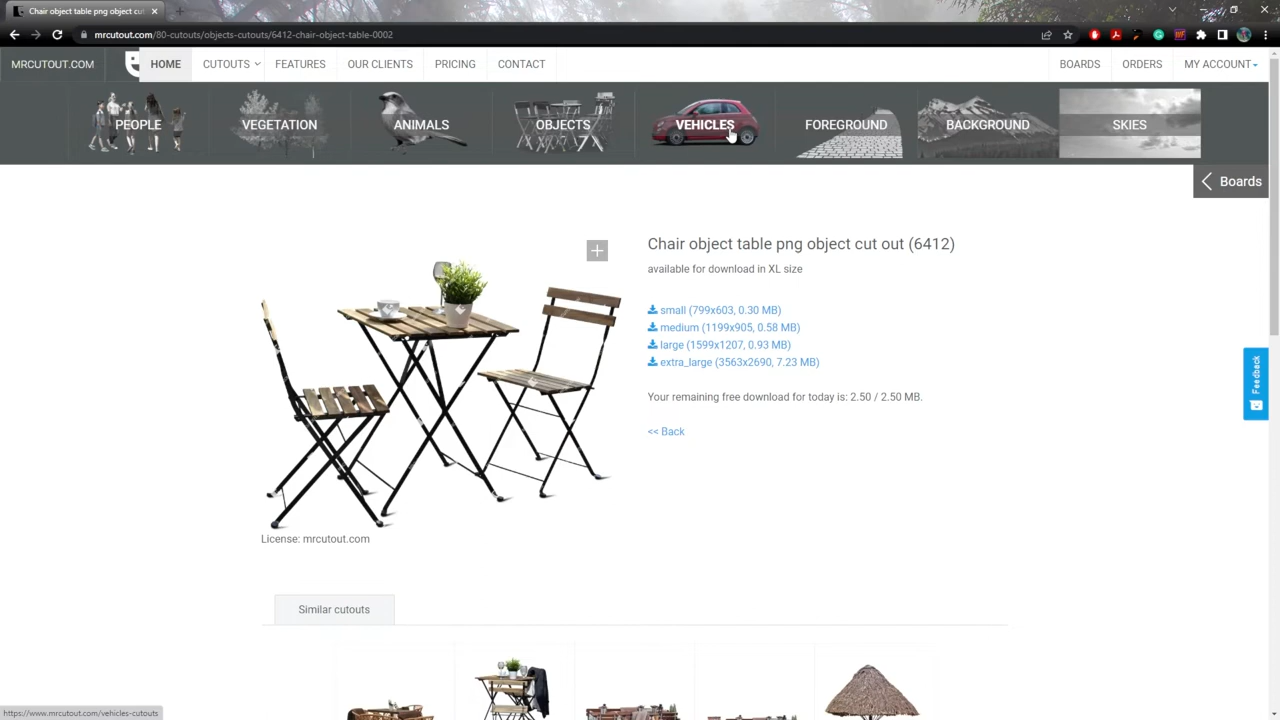 Chair object table png object cut
mrcutout.com/80-cutouts/objects-cutouts/6412-chair-object-table-0002
MRCUTOUT.COM
HOME
CUTOUTS
FEATURES
OUR CLIENTS
PRICING
CONTACT
BOARDS
ORDERS
MY ACCOUNT
PEOPLE
VEGETATION
ANIMALS
OBJECTS
VEHICLES
FOREGROUND
BACKGROUND
SKIES
Boards
Chair object table png object cut out (6412)
available for download in XL size
small (799x603, 0.30 MB)
medium (1199x905, 0.58 MB)
large (1599x1207, 0.93 MB)
extra_large (3563x2690, 7.23 MB)
Your remaining free download for today is: 2.50 / 2.50 MB.
<< Back
Feedback
License: mrcutout.com
Similar cutouts
https://www.mrcutout.com/vehicles-cutouts